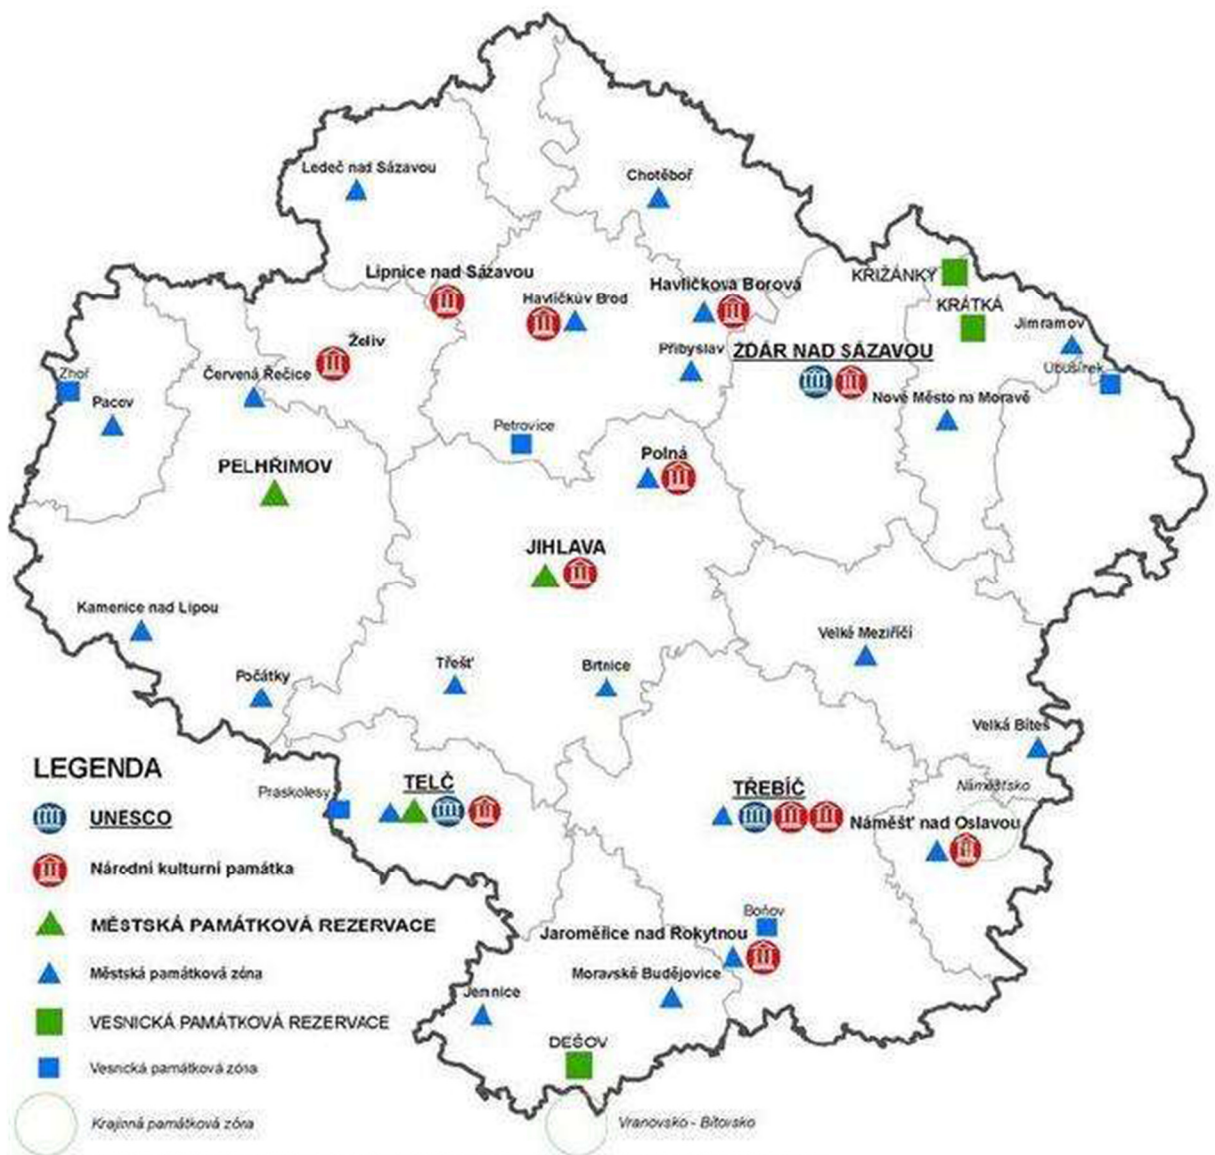 Ledeč nad Sázavou
Chotěboř
Lipnice nad Sázavou
Havlíčkův Brod
Havlíčkova Borová
KŘIŽÁNKY
KRÁTKÁ
Jimramov
Ubušínek
Želiv
Přibyslav
ŽĎÁR NAD SÁZAVOU
Zhoř
Červená Řečice
Pacov
Nové Město na Moravě
Petrovice
Polná
PELHŘIMOV
JIHLAVA
Kamenice nad Lipou
Velké Meziříčí
Počátky
Třešť
Brtnice
Velká Bíteš
LEGENDA
UNESCO
Národní kulturní památka
MĚSTSKÁ PAMÁTKOVÁ REZERVACE
Městská památková zóna
VESNICKÁ PAMÁTKOVÁ REZERVACE
Vesnická památková zóna
Krajinná památková zóna
Praskolesy
TELČ
TŘEBÍČ
Náměšťsko
Náměšť nad Oslavou
Boňov
Jaroměřice nad Rokytnou
Moravské Budějovice
Jemnice
DEŠOV
Vranovsko - Bítovsko